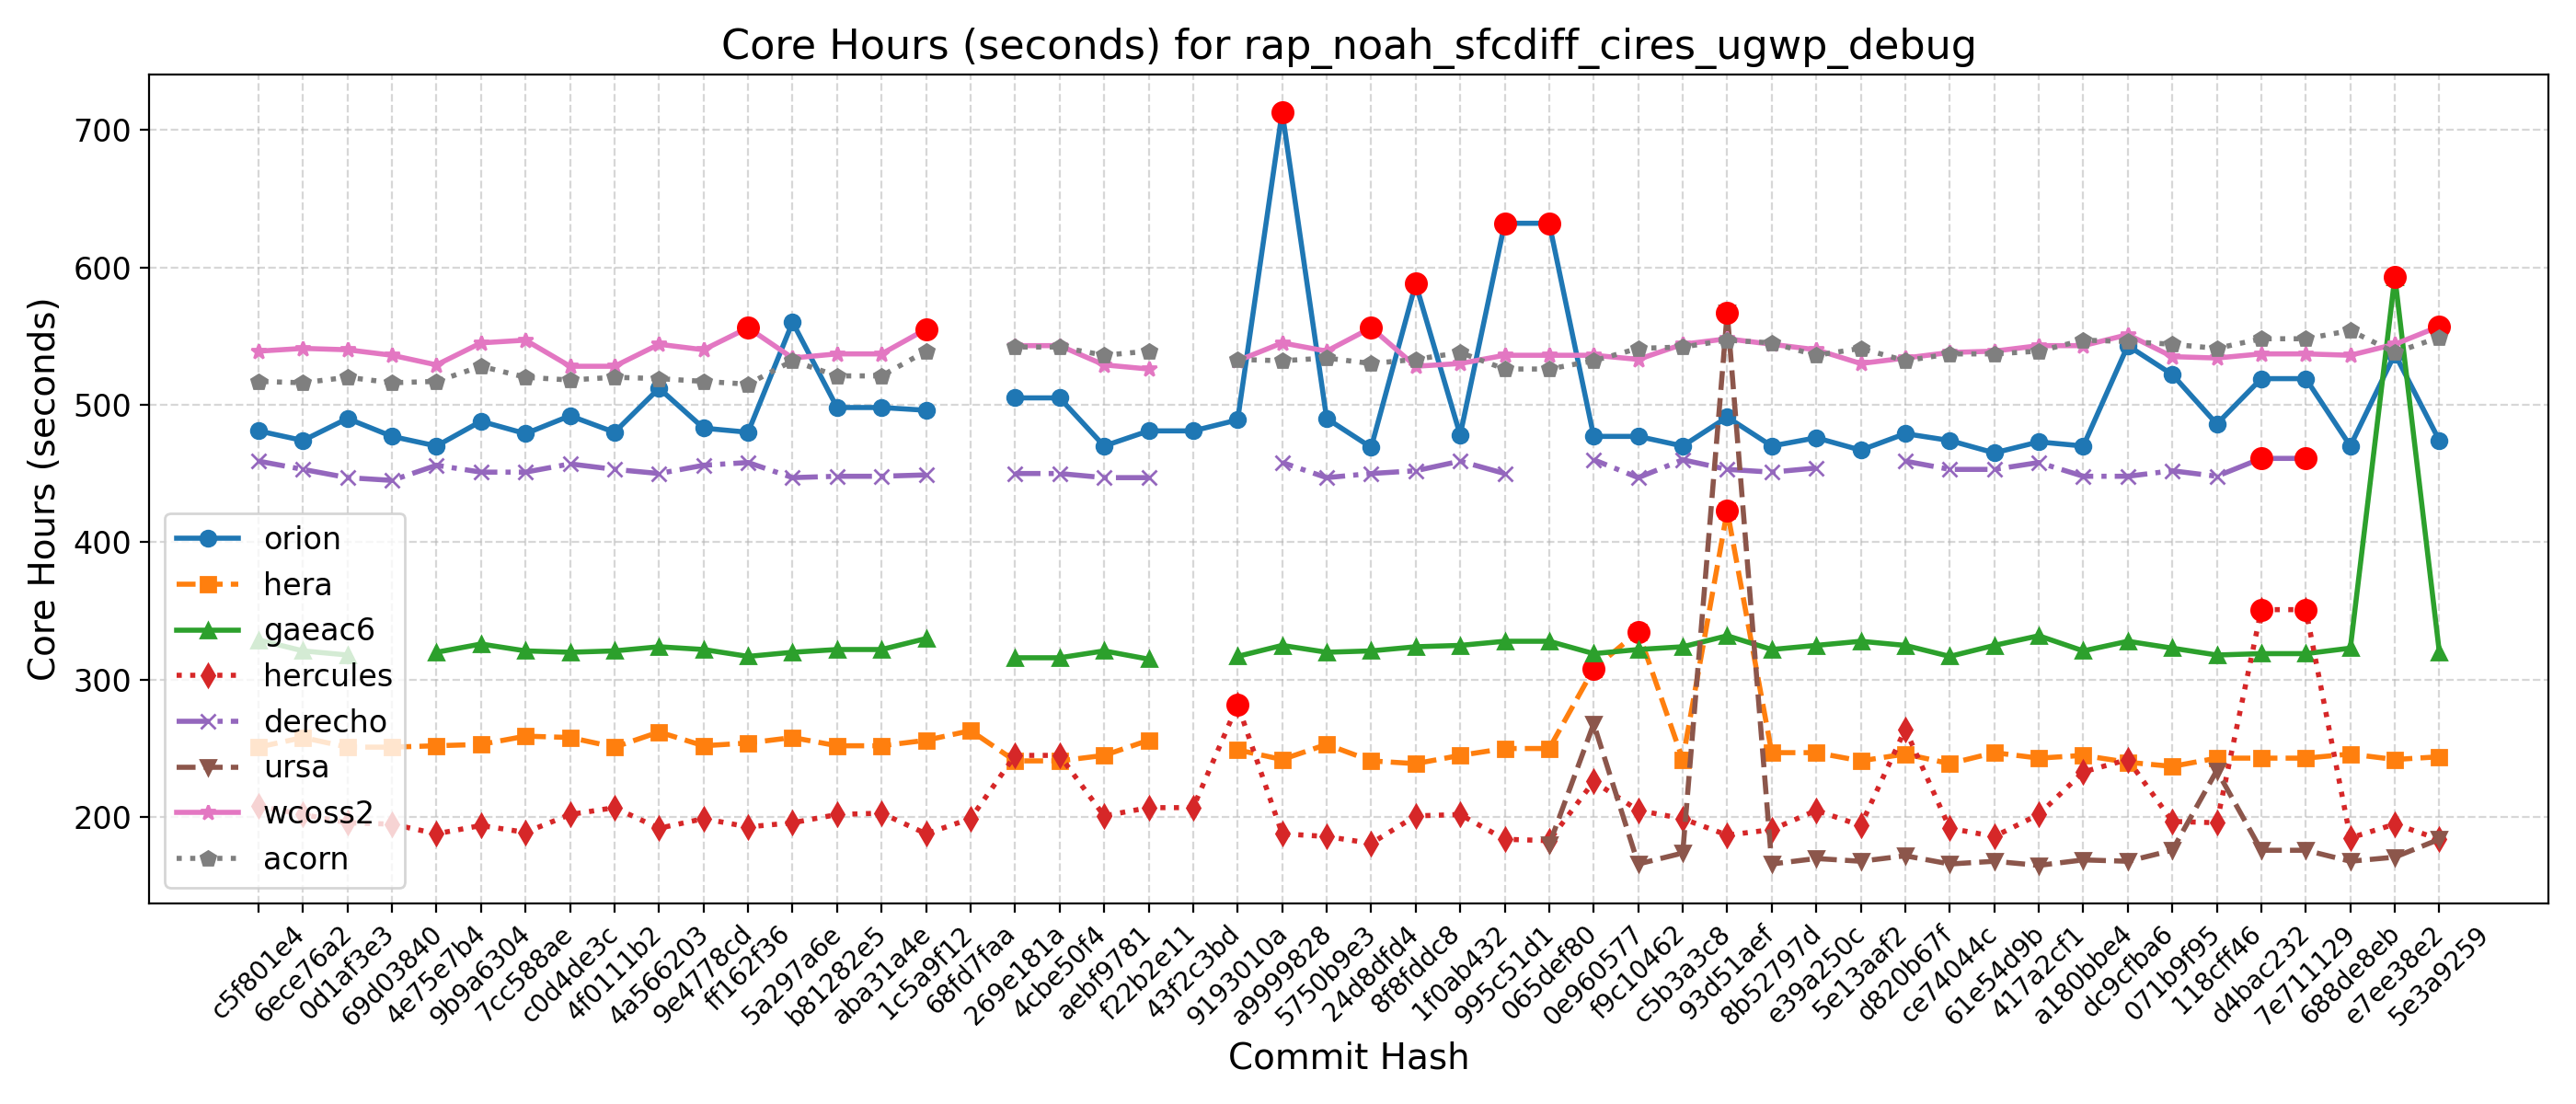 Core Hours (seconds) for rap_noah_sfcdiff_cires_ugwp_debug
Core Hours (seconds)
700
600
500
400
300
200
orion
hera
gaeac6
hercules
derecho
ursa
wcoss2
acorn
c5f801e4
6ece76a2
0d1af3e3
69d03840
4e75e7b4
9b9a6304
7cc588ae
c0d4de3c
4f0111b2
4a566203
9e4778cd
ff162f36
5a297a6e
b81282e5
aba31a4e
1c5a9f12
68fd7faa
269e181a
4cbe50f4
aebf9781
f22b2e11
43f2c3bd
9193010a
a9999828
5750b9e3
24d8dfd4
8f8fddc8
1f0ab432
995c51d1
065def80
0e960577
f9c10462
c5b3a3c8
93d51aef
8b52797d
e39a250c
5e13aaf2
d820b67f
ce74044c
61e54d9b
417a2cf1
a180bbe4
dc9cfba6
071b9f95
118cff46
d4bac232
7e711129
688de8eb
e7ee38e2
5e3a9259
Commit Hash